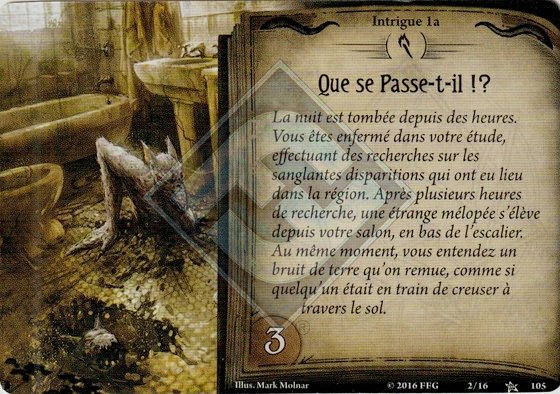 Intrigue 1a
Que se Passe-t-il !?
La nuit est tombée depuis des heures.
Vous êtes enfermé dans votre étude,
effectuant des recherches sur les
sanglantes disparitions qui ont eu lieu
dans la région. Après plusieurs heures
de recherche, une étrange mélopée s'élève
depuis votre salon, en bas de l'escalier.
Au même moment, vous entendez un
bruit de terre qu'on remue, comme si
quelqu'un était en train de creuser à
travers le sol.
3
Illus. Mark Molnar © 2016 FFG 2/16 105